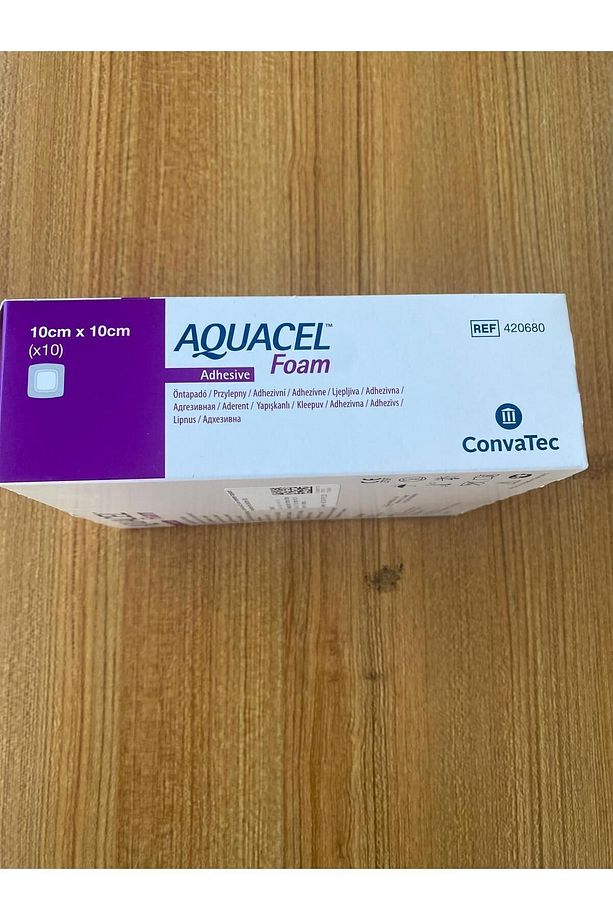 10cm x 10cm
(x10)
AQUACEL™
Foam
Adhesive
Öntapadó / Przylepny / Adhezivní / Adhezívne / Ljepljiva / Adhezivna /
Адгезивная / Aderent / Yapışkanlı / Kleepuv / Adhezivna / Adhezīvs /
Lipnus / Адхезивна
REF 420680
ConvaTec